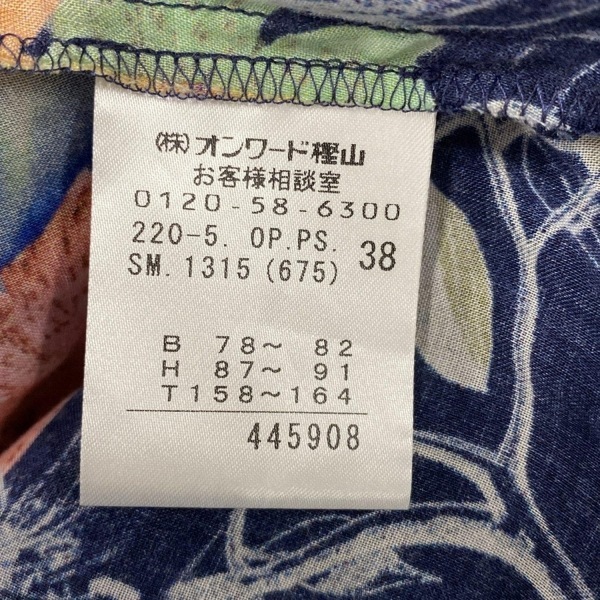 (株)オンワード樫山
お客様相談室
0120-58-6300
220-5. OP.PS. 38
SM. 1315 (675)
B 78〜 82
H 87〜 91
T 158〜164
445908